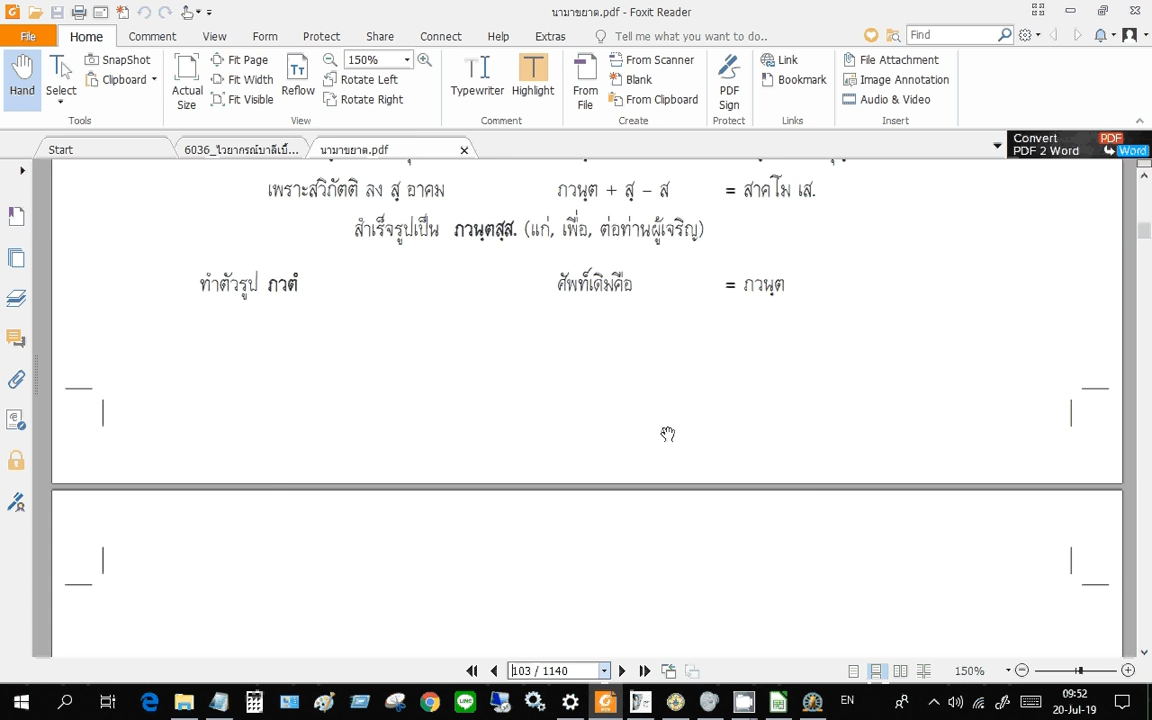 นามาขยาต.pdf - Foxit Reader
File Home Comment View Form Protect Share Connect Help Extras Tell me what you want to do.. Find
Hand Select SnapShot Clipboard Actual Size Fit Page Fit Width Fit Visible Reflow 150% Rotate Left Rotate Right Typewriter Highlight From File From Scanner Blank From Clipboard PDF Sign Link Bookmark File Attachment Image Annotation Audio & Video
Tools View Comment Create Protect Links Insert
Start 6036_ไวยากรณ์บาลีเบื้... นามาขยาต.pdf Convert PDF 2 Word PDF Word
เพราะสวิภัตติ ลง สฺ อาคม ภวนฺต + สฺ – ส = สาคโม เส.
สำเร็จรูปเป็น ภวนฺตสฺส. (แก่, เพื่อ, ต่อท่านผู้เจริญ)
ทำตัวรูป ภวตํ ศัพท์เดิมคือ = ภวนฺต
103 / 1140 150%
EN 09:52
20-Jul-19